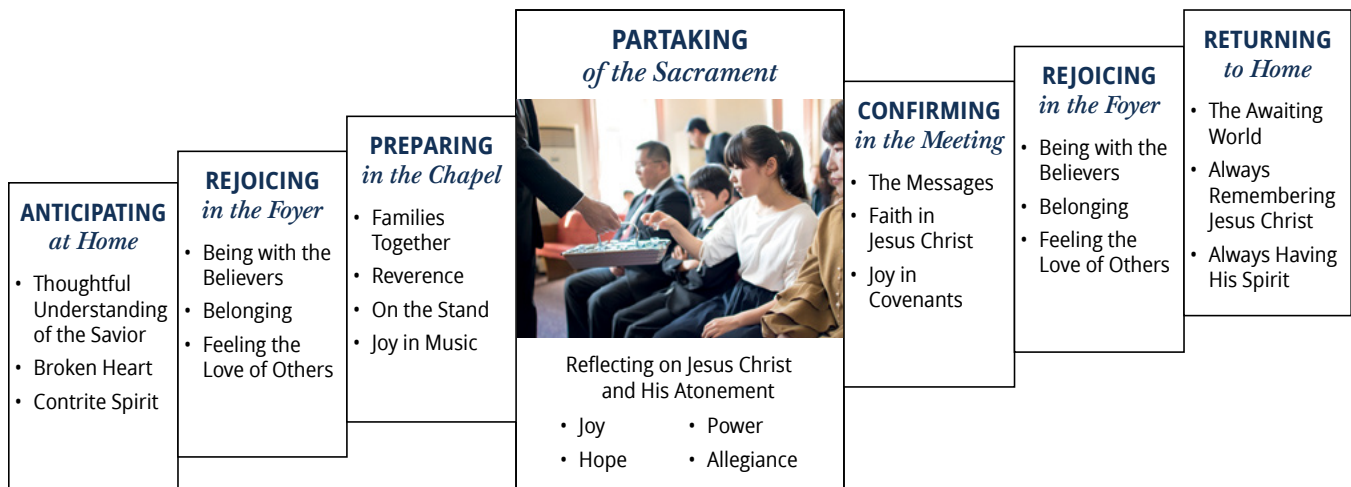 ANTICIPATING
at Home
• Thoughtful
Understanding
of the Savior
• Broken Heart
• Contrite Spirit
REJOICING
in the Foyer
• Being with the
Believers
• Belonging
• Feeling the
Love of Others
PREPARING
in the Chapel
• Families
Together
• Reverence
• On the Stand
• Joy in Music
PARTAKING
of the Sacrament
Reflecting on Jesus Christ
and His Atonement
• Joy
• Hope
• Power
• Allegiance
CONFIRMING
in the Meeting
• The Messages
• Faith in
Jesus Christ
• Joy in
Covenants
REJOICING
in the Foyer
• Being with the
Believers
• Belonging
• Feeling the
Love of Others
RETURNING
to Home
• The Awaiting
World
• Always
Remembering
Jesus Christ
• Always Having
His Spirit